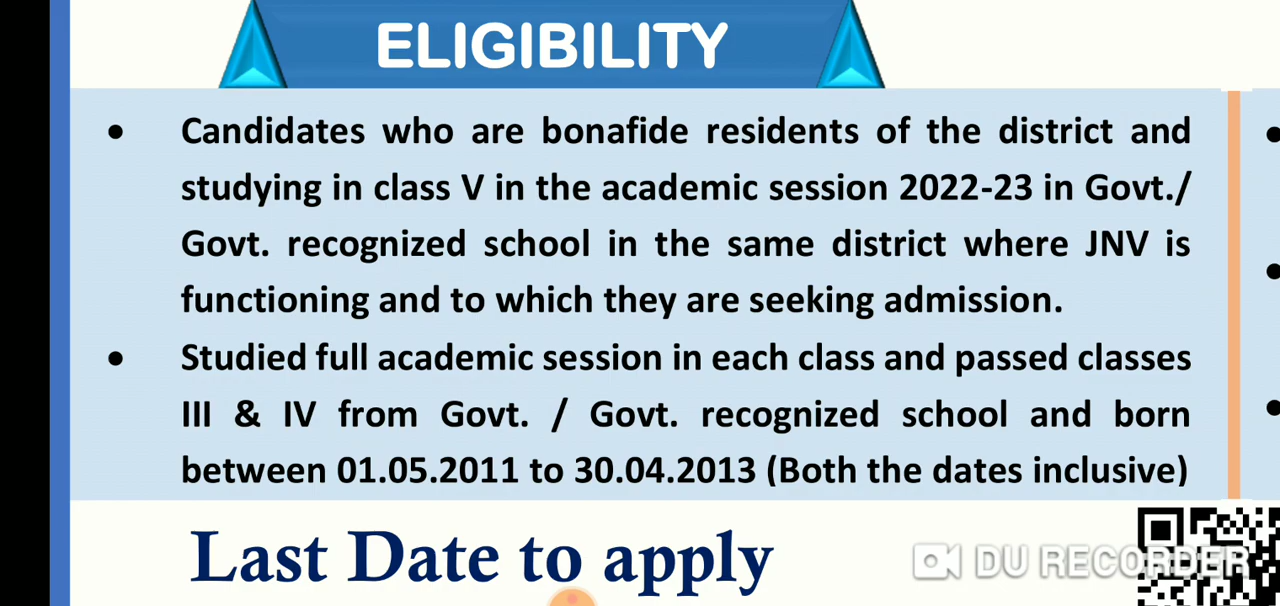 ELIGIBILITY
• Candidates who are bonafide residents of the district and
studying in class V in the academic session 2022-23 in Govt./
Govt. recognized school in the same district where JNV is
functioning and to which they are seeking admission.
• Studied full academic session in each class and passed classes
III & IV from Govt. / Govt. recognized school and born
between 01.05.2011 to 30.04.2013 (Both the dates inclusive)
Last Date to apply
DU RECORDER